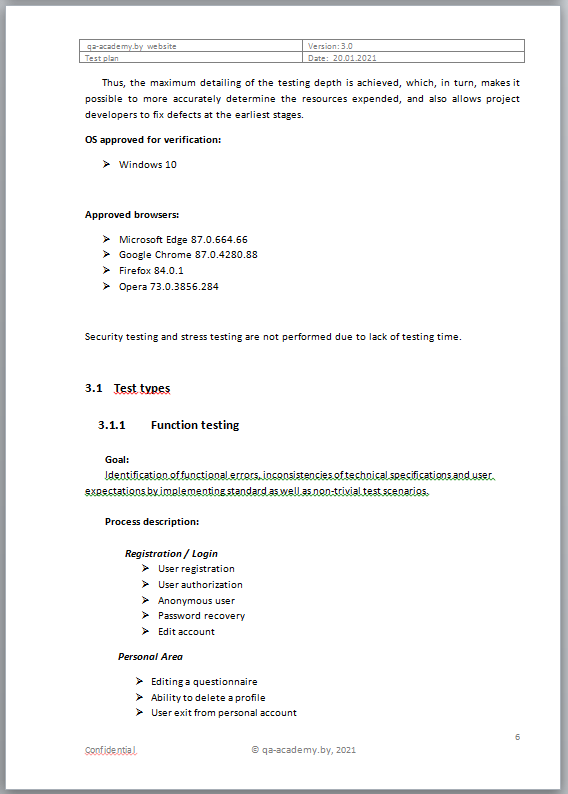 qa-academy.by website Version: 3.0
Test plan Date: 20.01.2021
Thus, the maximum detailing of the testing depth is achieved, which, in turn, makes it
possible to more accurately determine the resources expended, and also allows project
developers to fix defects at the earliest stages.
OS approved for verification:
➢ Windows 10
Approved browsers:
➢ Microsoft Edge 87.0.664.66
➢ Google Chrome 87.0.4280.88
➢ Firefox 84.0.1
➢ Opera 73.0.3856.284
Security testing and stress testing are not performed due to lack of testing time.
3.1 Test types
3.1.1 Function testing
Goal:
Identification of functional errors, inconsistencies of technical specifications and user
expectations by implementing standard as well as non-trivial test scenarios.
Process description:
Registration / Login
➢ User registration
➢ User authorization
➢ Anonymous user
➢ Password recovery
➢ Edit account
Personal Area
➢ Editing a questionnaire
➢ Ability to delete a profile
➢ User exit from personal account
6
Confidential © qa-academy.by, 2021